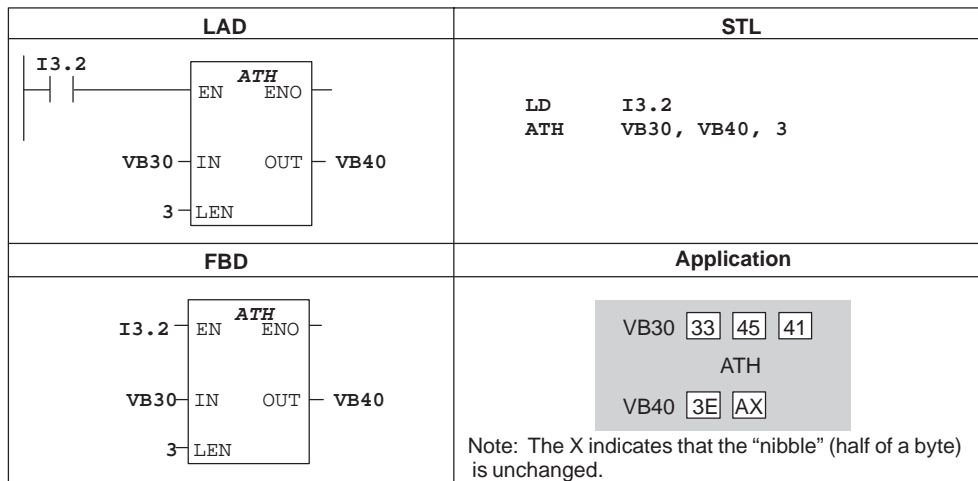 LAD
I3.2
ATH
EN ENO
VB30 IN OUT VB40
3 LEN
STL
LD I3.2
ATH VB30, VB40, 3
FBD
ATH
I3.2 EN ENO
VB30 IN OUT VB40
3 LEN
Application
VB30 33 45 41
ATH
VB40 3E AX
Note: The X indicates that the “nibble” (half of a byte)
is unchanged.